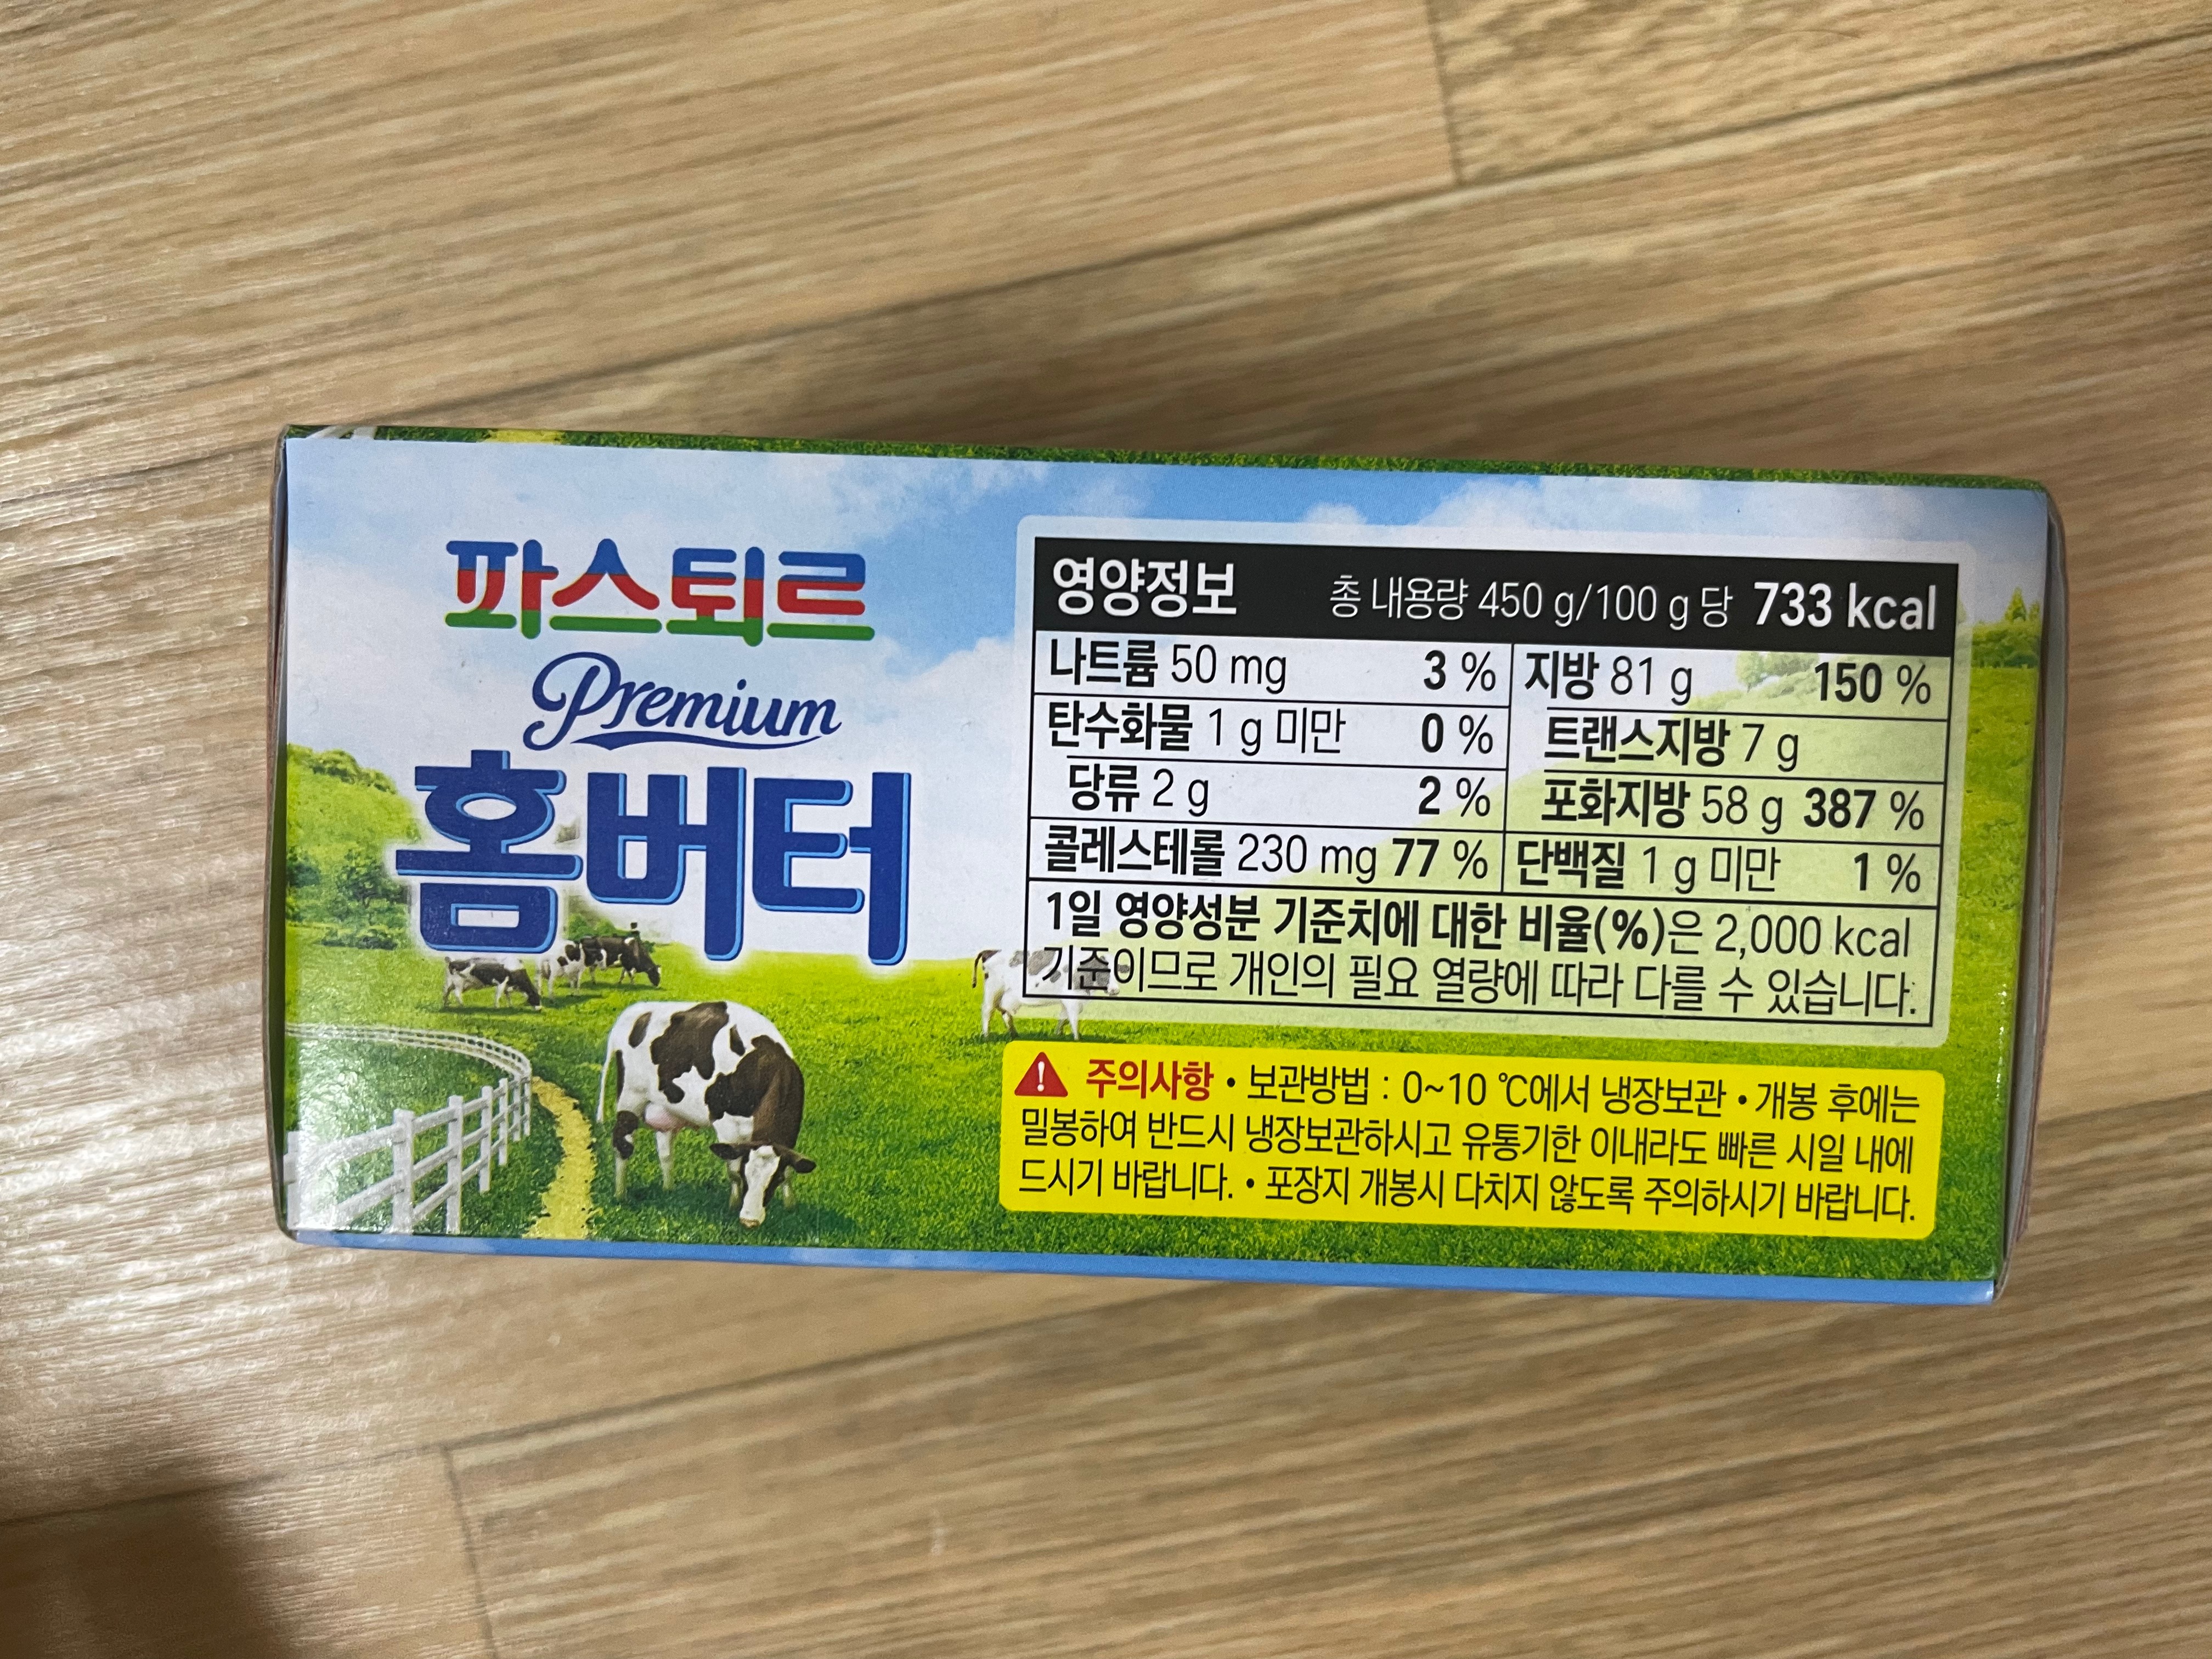 파스퇴르
Premium
홈버터
영양정보 총 내용량 450 g/100 g 당 733 kcal
나트륨 50 mg 3 % 지방 81 g 150 %
탄수화물 1 g 미만 0 % 트랜스지방 7 g
당류 2 g 2 % 포화지방 58 g 387 %
콜레스테롤 230 mg 77 % 단백질 1 g 미만 1 %
1일 영양성분 기준치에 대한 비율(%)은 2,000 kcal
기준이므로 개인의 필요 열량에 따라 다를 수 있습니다.
주의사항 • 보관방법 : 0~10 ℃에서 냉장보관 • 개봉 후에는
밀봉하여 반드시 냉장보관하시고 유통기한 이내라도 빠른 시일 내에
드시기 바랍니다. • 포장지 개봉시 다치지 않도록 주의하시기 바랍니다.